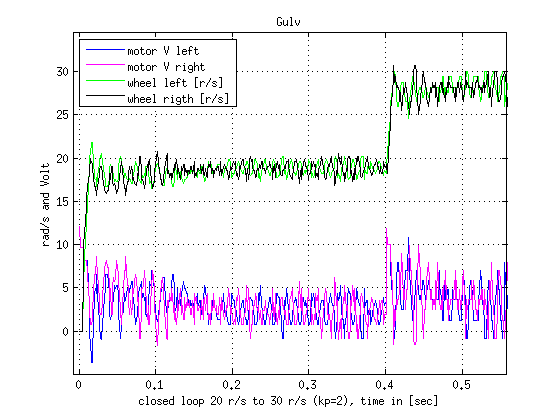 Gulv
motor V left
motor V right
wheel left [r/s]
wheel rigth [r/s]
30
25
20
15
10
5
0
rad/s and Volt
0
0.1
0.2
0.3
0.4
0.5
closed loop 20 r/s to 30 r/s (kp=2), time in [sec]